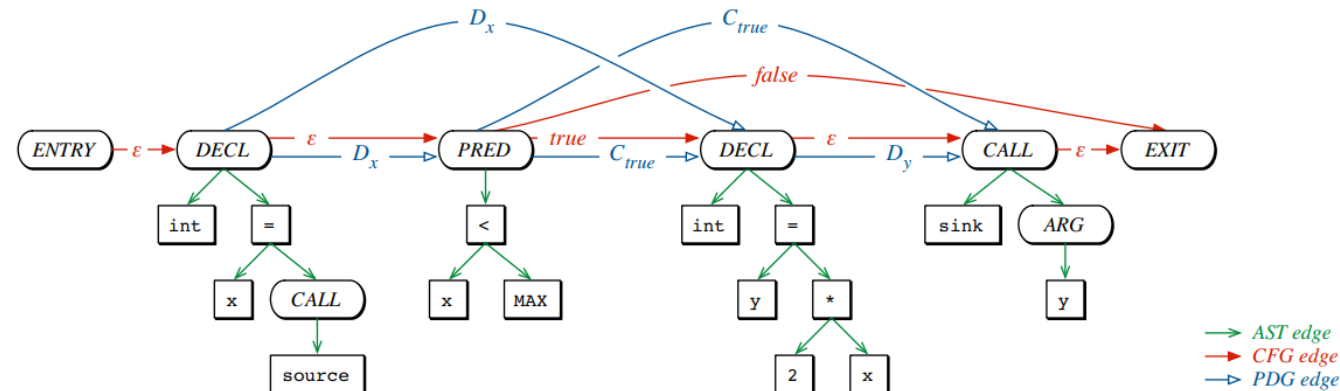 D_x
C_true
false
ENTRY ε DECL ε PRED true DECL ε CALL ε EXIT
D_x C_true D_y
int = < int = sink ARG
x CALL x MAX y * y
source 2 x
AST edge
CFG edge
PDG edge